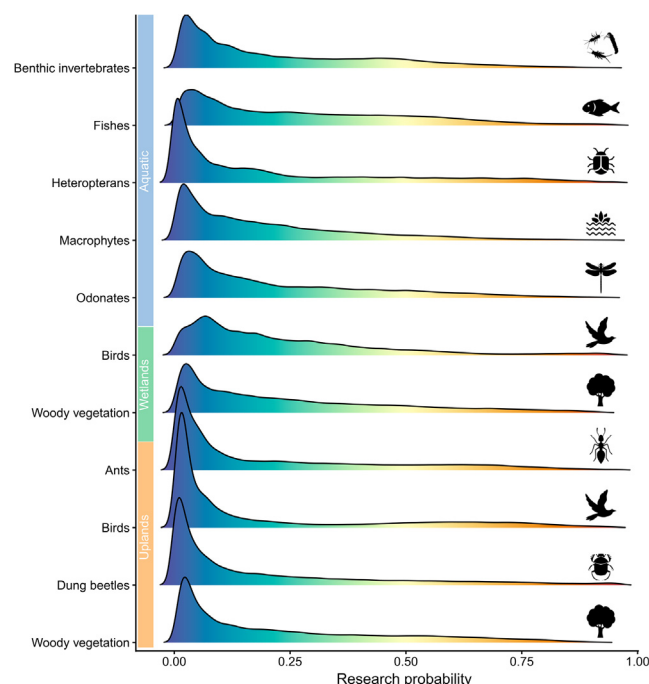 Benthic invertebrates
Fishes
Heteropterans
Macrophytes
Odonates
Birds
Woody vegetation
Ants
Birds
Dung beetles
Woody vegetation
Aquatic
Wetlands
Uplands
0.00 0.25 0.50 0.75 1.00
Research probability